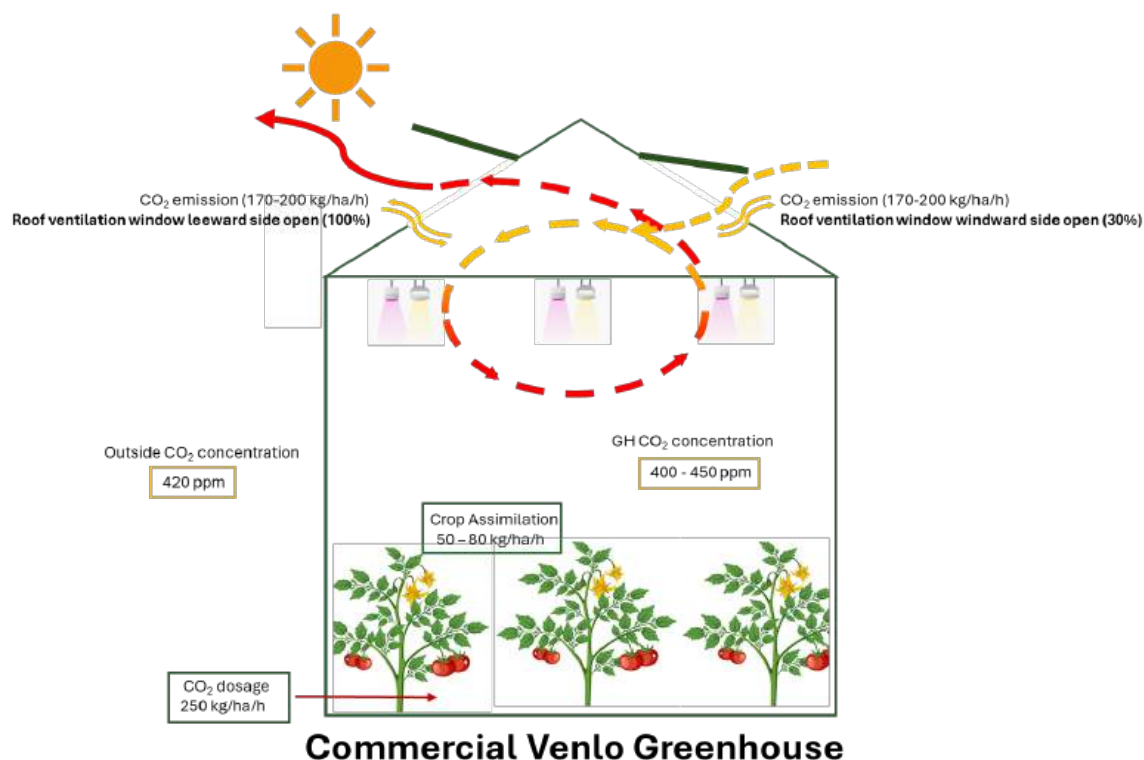 CO₂ emission (170-200 kg/ha/h)
Roof ventilation window leeward side open (100%)
CO₂ emission (170-200 kg/ha/h)
Roof ventilation window windward side open (30%)
Outside CO₂ concentration
420 ppm
GH CO₂ concentration
400 - 450 ppm
Crop Assimilation
50 – 80 kg/ha/h
CO₂ dosage
250 kg/ha/h
Commercial Venlo Greenhouse